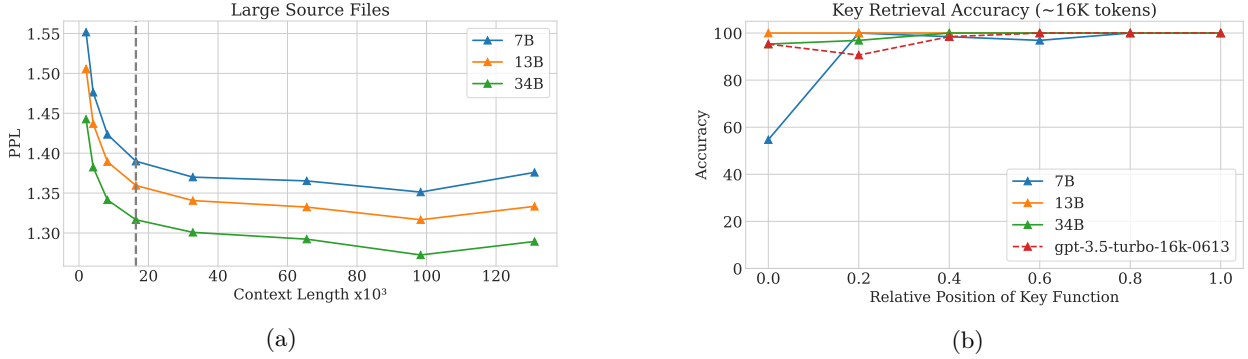 Large Source Files
1.55
1.50
1.45
1.40
1.35
1.30
PPL
7B
13B
34B
0 20 40 60 80 100 120
Context Length x10³
(a)
Key Retrieval Accuracy (~16K tokens)
100
80
60
40
20
0
Accuracy
7B
13B
34B
gpt-3.5-turbo-16k-0613
0.0 0.2 0.4 0.6 0.8 1.0
Relative Position of Key Function
(b)